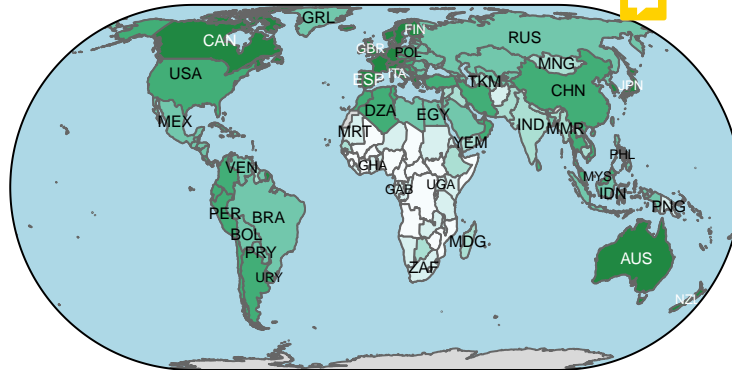 GRL
CAN
FIN
RUS
GBR
POL
MNG
USA
ESP
ITA
TKM
CHN
JPN
DZA
EGY
MEX
MRT
IND
MMR
YEM
PHL
GHA
VEN
MYS
GAB
UGA
IDN
PNG
PER
BRA
BOL
MDG
PRY
AUS
ZAF
URY
NZL